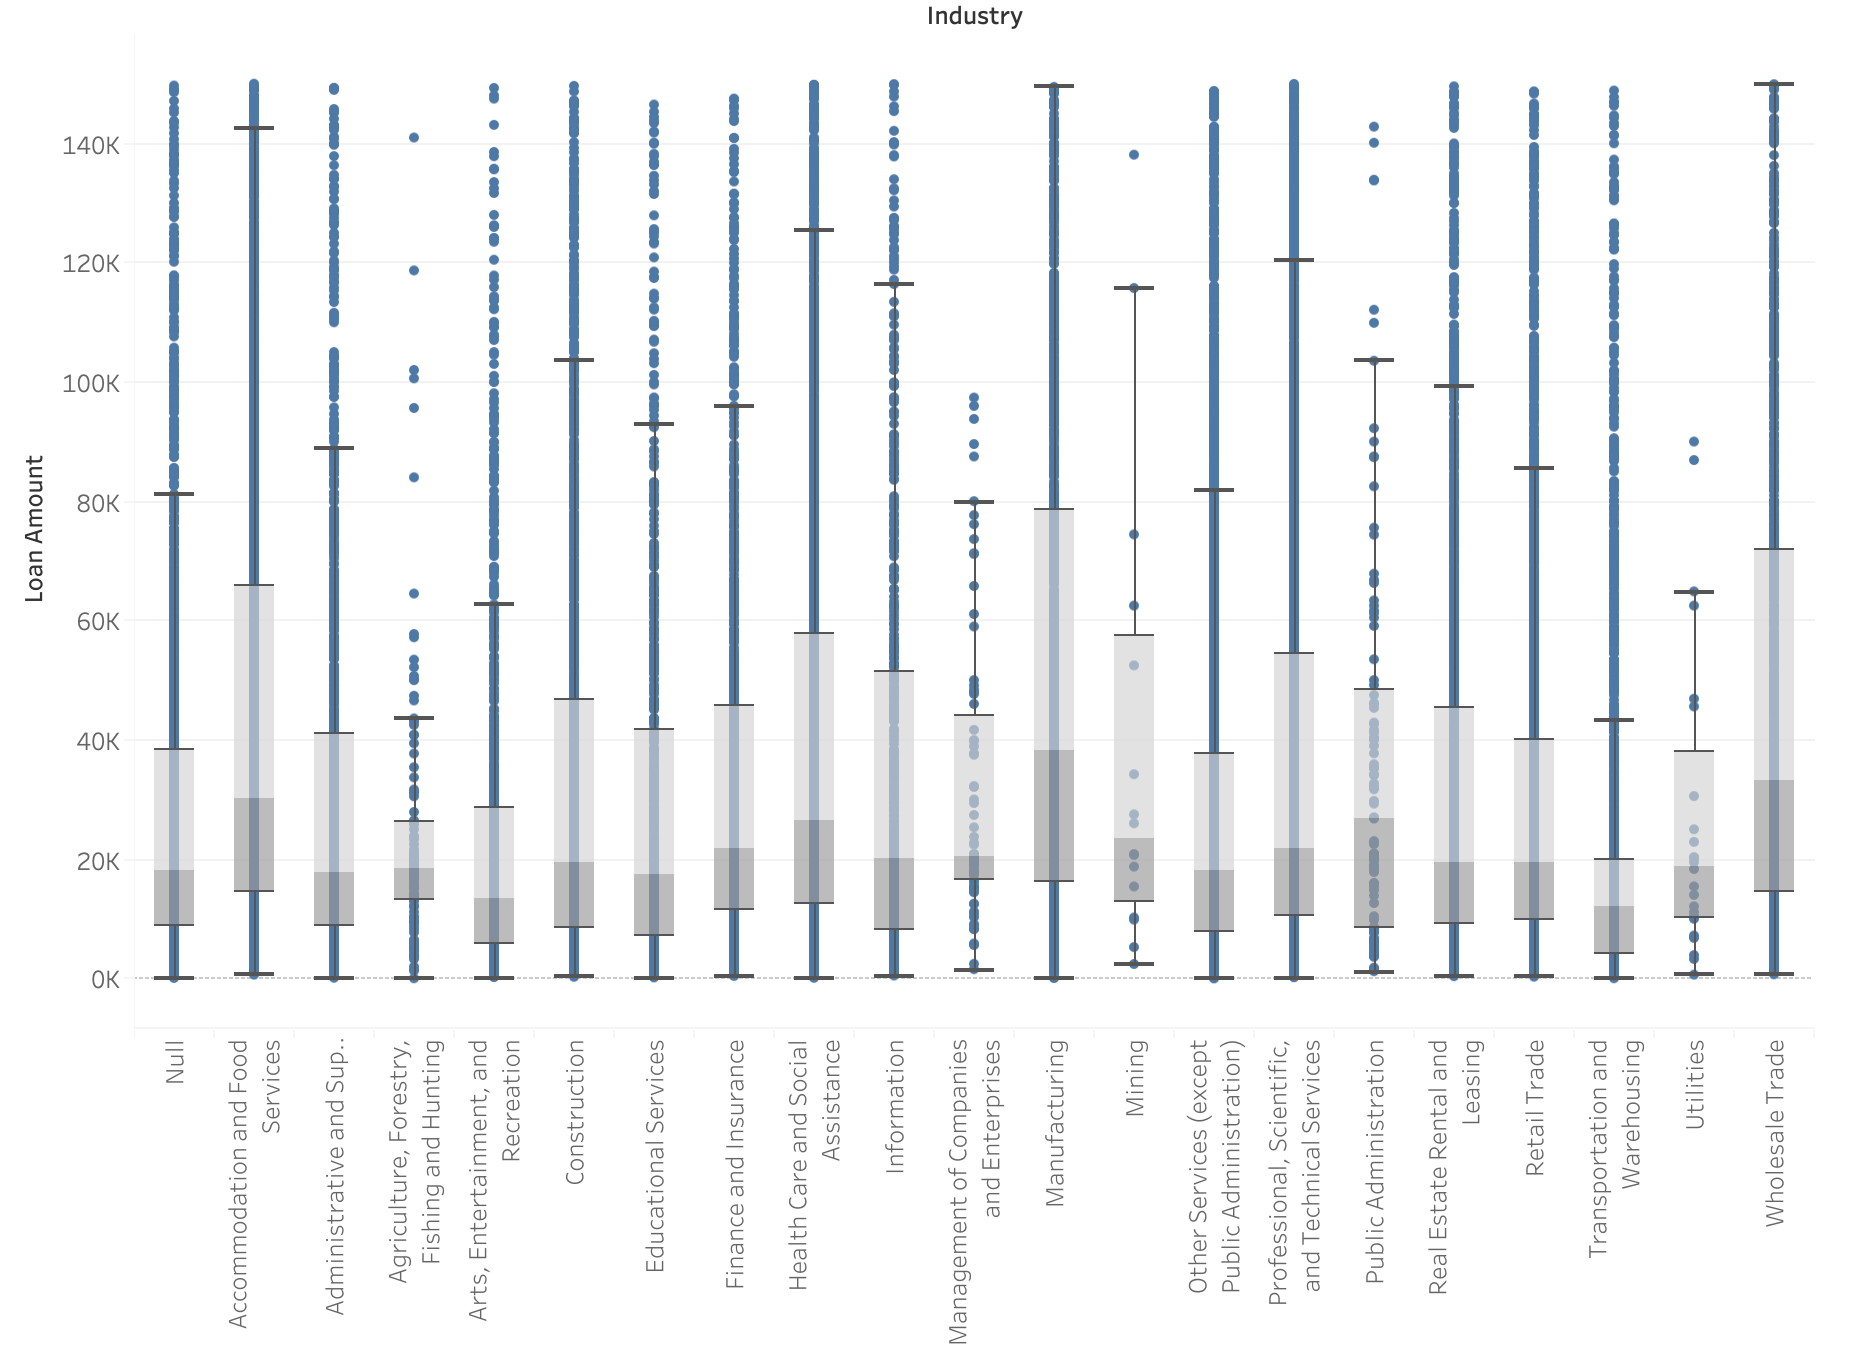 Industry
Loan Amount
140K
120K
100K
80K
60K
40K
20K
0K
Null
Accommodation and Food
Services
Administrative and Sup..
Agriculture, Forestry,
Fishing and Hunting
Arts, Entertainment, and
Recreation
Construction
Educational Services
Finance and Insurance
Health Care and Social
Assistance
Information
Management of Companies
and Enterprises
Manufacturing
Mining
Other Services (except
Public Administration)
Professional, Scientific,
and Technical Services
Public Administration
Real Estate Rental and
Leasing
Retail Trade
Transportation and
Warehousing
Utilities
Wholesale Trade